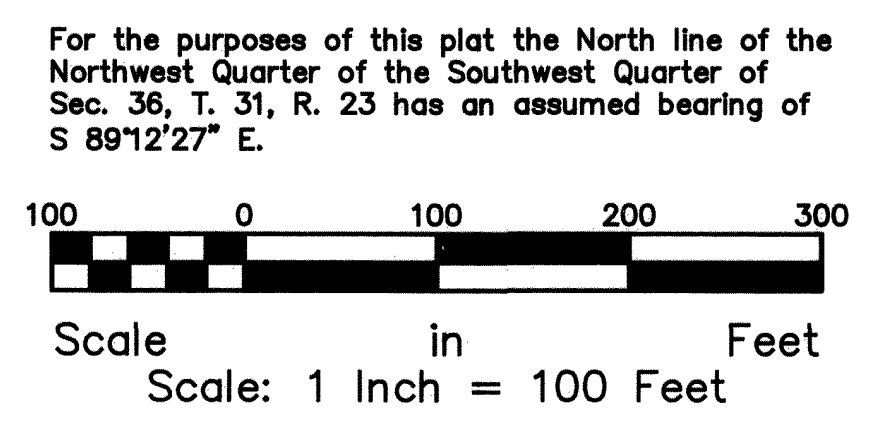 For the purposes of this plat the North line of the
Northwest Quarter of the Southwest Quarter of
Sec. 36, T. 31, R. 23 has an assumed bearing of
S 89°12'27" E.
100 0 100 200 300
Scale in Feet
Scale: 1 Inch = 100 Feet